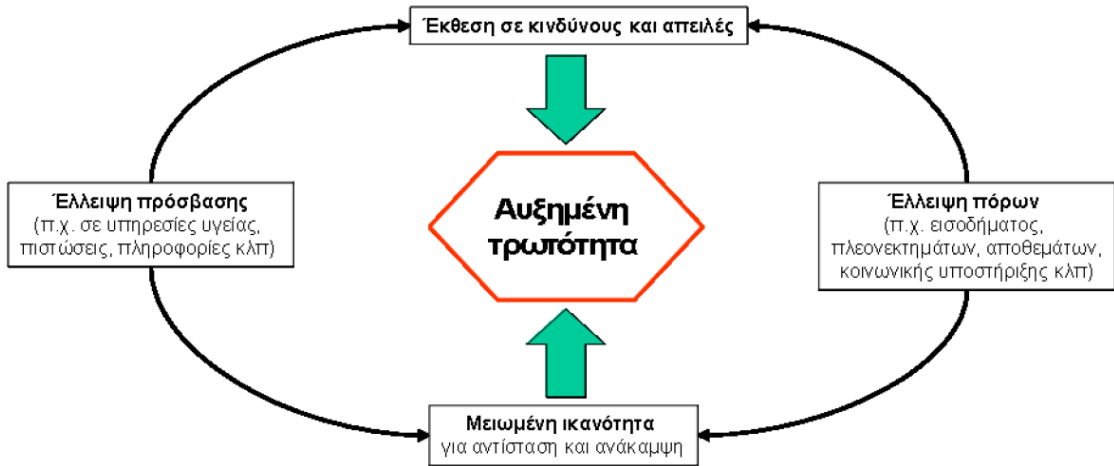 Έκθεση σε κινδύνους και απειλές
Έλλειψη πρόσβασης
(π.χ. σε υπηρεσίες υγείας,
πιστώσεις, πληροφορίες κλπ)
Αυξημένη
τρωτότητα
Έλλειψη πόρων
(π.χ. εισοδήματος,
πλεονεκτημάτων, αποθεμάτων,
κοινωνικής υποστήριξης κλπ)
Μειωμένη ικανότητα
για αντίσταση και ανάκαμψη